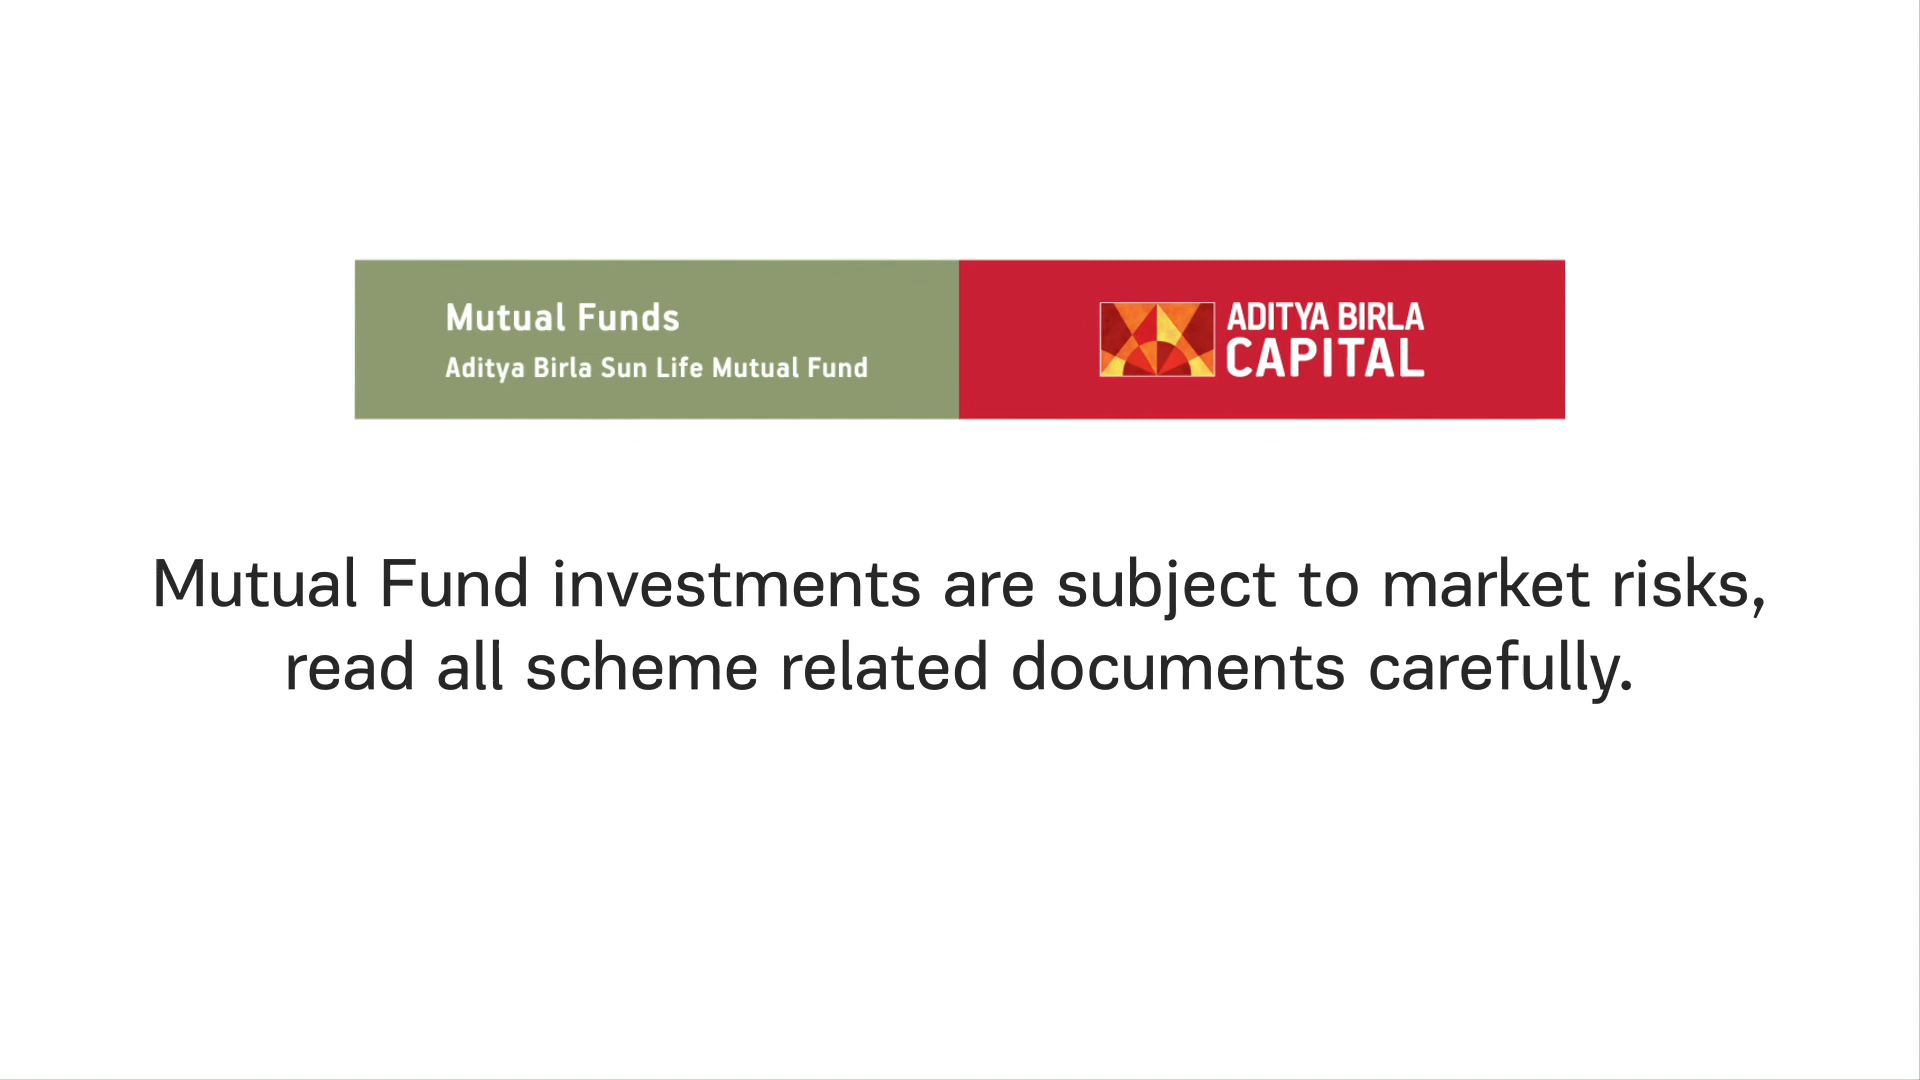 Mutual Funds
Aditya Birla Sun Life Mutual Fund
ADITYA BIRLA
CAPITAL
Mutual Fund investments are subject to market risks,
read all scheme related documents carefully.